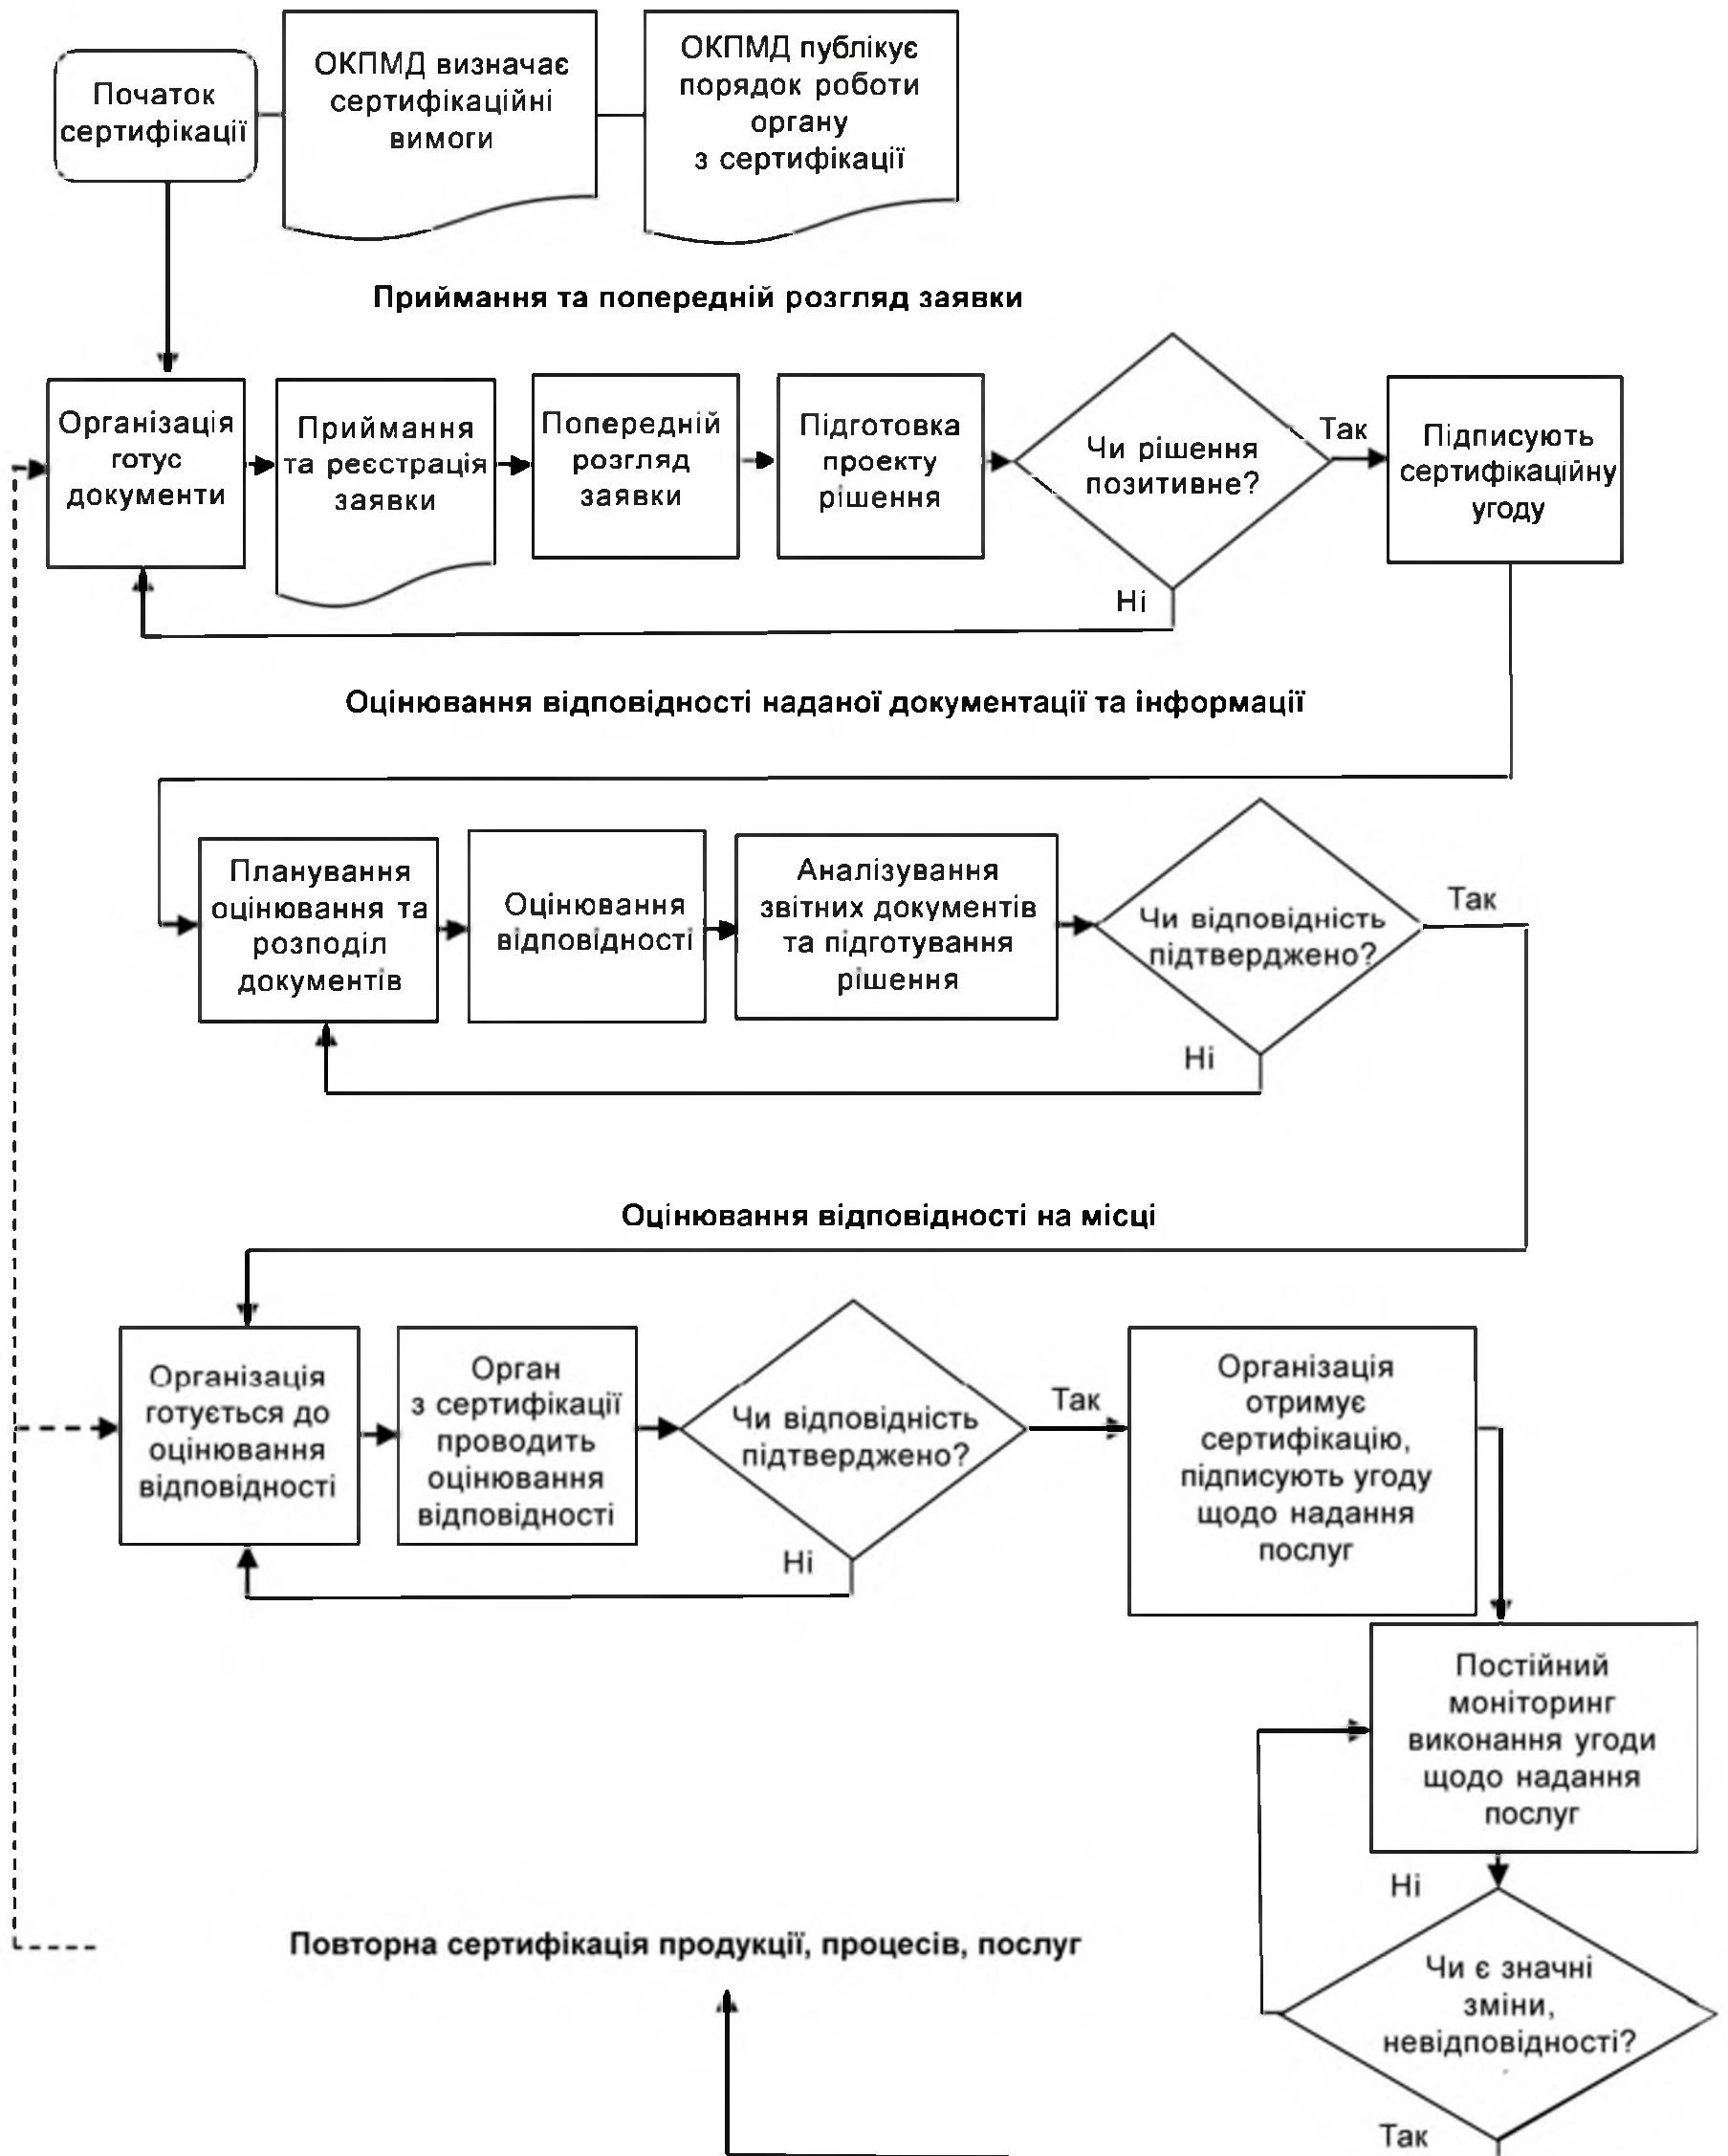 Початок
сертифікації
ОКПМД визначає
сертифікаційні
вимоги
ОКПМД публікує
порядок роботи
органу
з сертифікації
Приймання та попередній розгляд заявки
Організація
готус
документи
Приймання
та реєстрація
заявки
Попередній
розгляд
заявки
Підготовка
проекту
рішення
Чи рішення
позитивне?
Так
Ні
Підписують
сертифікаційну
угоду
Оцінювання відповідності наданої документації та інформації
Планування
оцінювання та
розподіл
документів
Оцінювання
відповідності
Аналізування
звітних документів
та підготування
рішення
Чи відповідність
підтверджено?
Так
Ні
Оцінювання відповідності на місці
Організація
готується до
оцінювання
відповідності
Орган
з сертифікації
проводить
оцінювання
відповідності
Чи відповідність
підтверджено?
Так
Ні
Організація
отримує
сертифікацію,
підписують угоду
щодо надання
послуг
Постійний
моніторинг
виконання угоди
щодо надання
послуг
Ні
Повторна сертифікація продукції, процесів, послуг
Чи є значні
зміни,
невідповідності?
Так